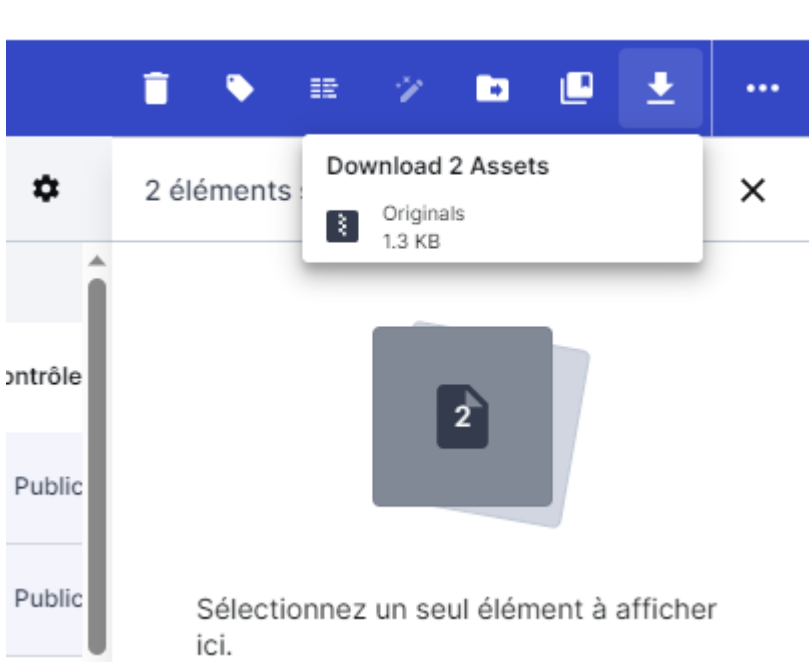 Download 2 Assets
2 éléments
Originals
1.3 KB
ontrôle
2
Public
Public
Sélectionnez un seul élément à afficher
ici.